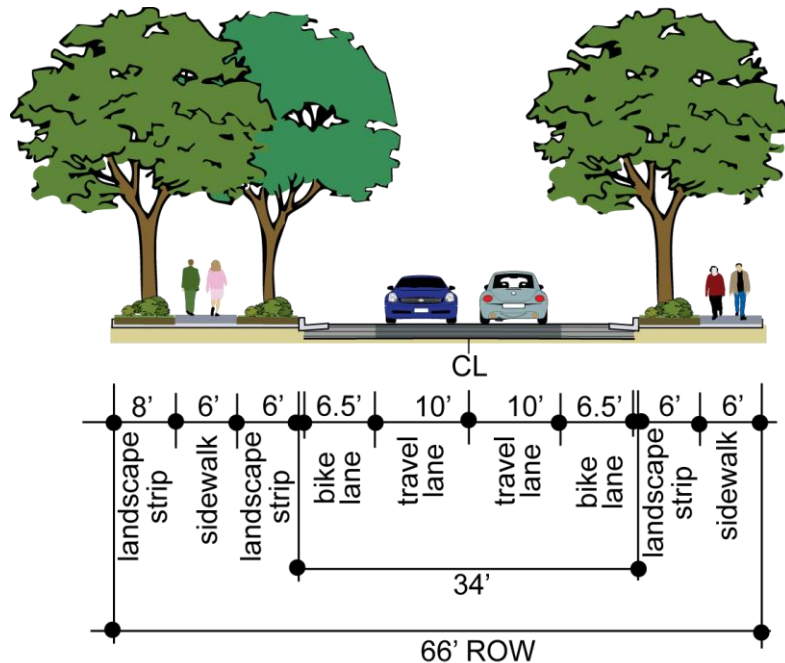 CL
8’ 6’ 6’ 6.5’ 10’ 10’ 6.5’ 6’ 6’
landscape
strip
sidewalk
landscape
strip
bike
lane
travel
lane
travel
lane
bike
lane
landscape
strip
sidewalk
34’
66’ ROW